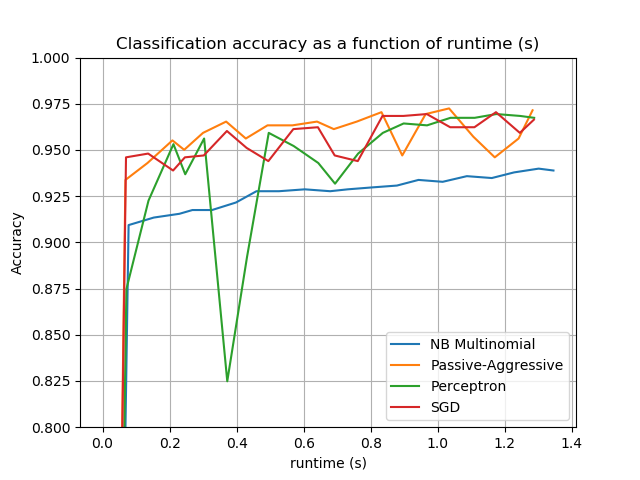 Classification accuracy as a function of runtime (s)
1.000
0.975
0.950
0.925
0.900
0.875
0.850
0.825
0.800
Accuracy
NB Multinomial
Passive-Aggressive
Perceptron
SGD
0.0 0.2 0.4 0.6 0.8 1.0 1.2 1.4
runtime (s)